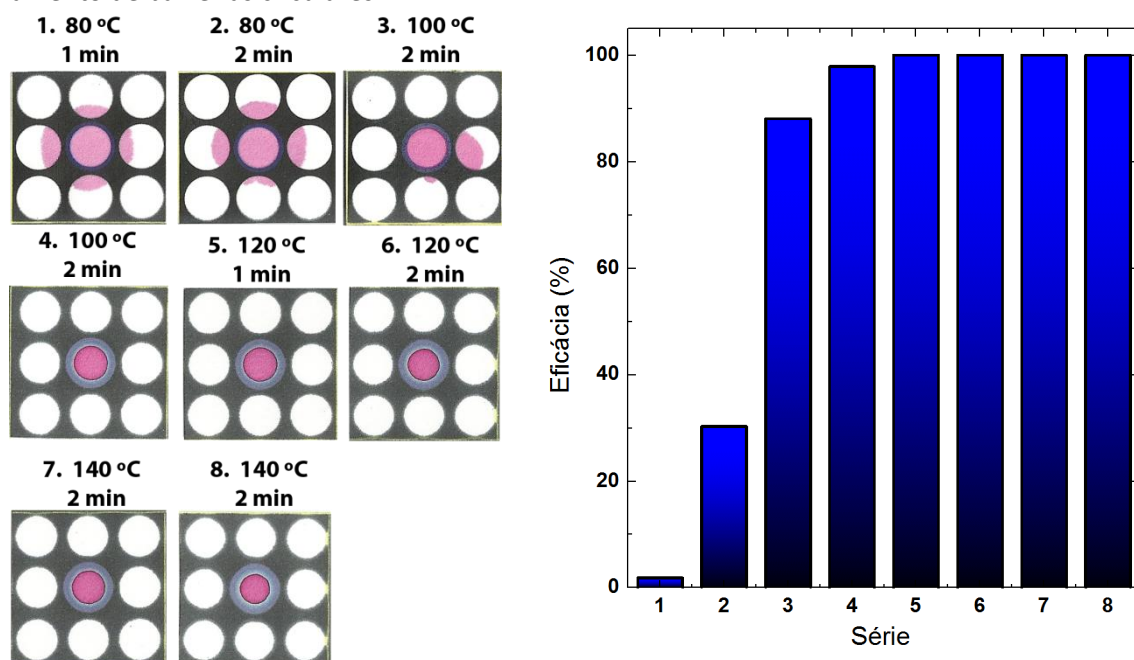 1. 80 ºC
1 min
2. 80 ºC
2 min
3. 100 ºC
2 min
4. 100 ºC
2 min
5. 120 ºC
1 min
6. 120 ºC
2 min
7. 140 ºC
2 min
8. 140 ºC
2 min
Eficácia (%)
100
80
60
40
20
0
1 2 3 4 5 6 7 8
Série